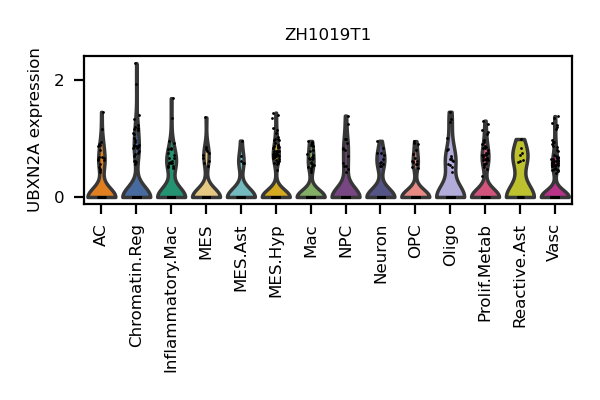 ZH1019T1
UBXN2A expression
2
0
AC
Chromatin.Reg
Inflammatory.Mac
MES
MES.Ast
MES.Hyp
Mac
NPC
Neuron
OPC
Oligo
Prolif.Metab
Reactive.Ast
Vasc